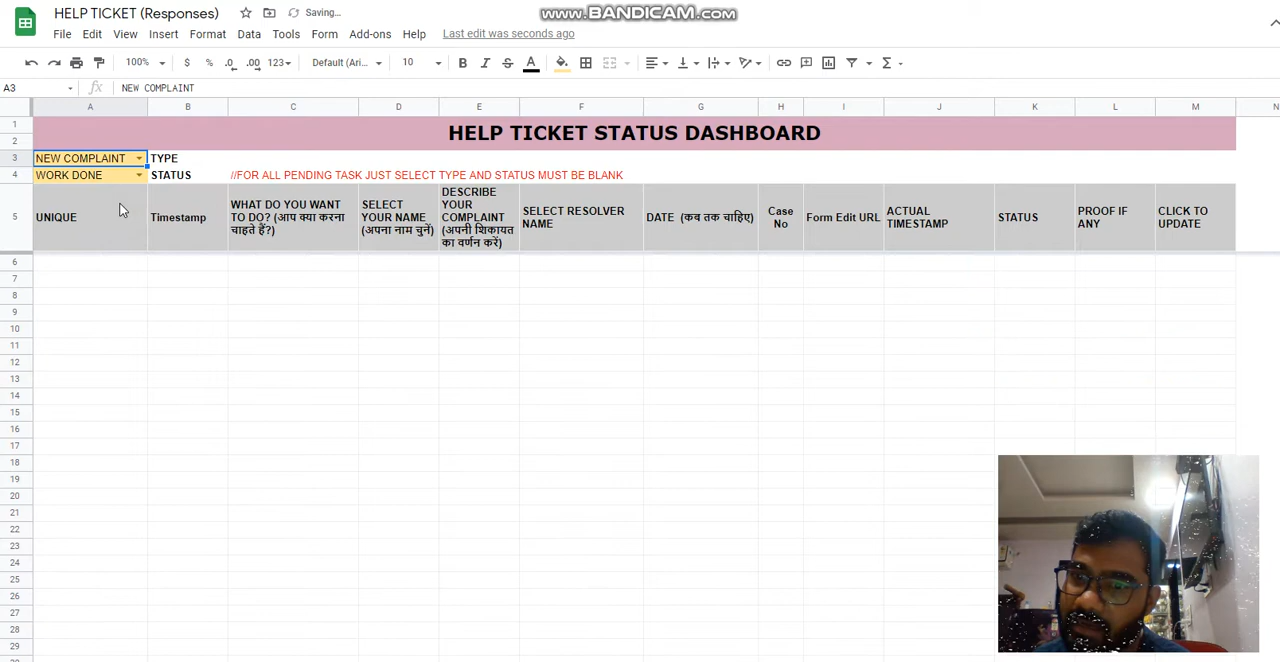 www.BANDICAM.com
HELP TICKET (Responses)
Saving...
File Edit View Insert Format Data Tools Form Add-ons Help Last edit was seconds ago
100% $ % .0 .00 123 Default (Ari... 10 B I S A
A3 fx NEW COMPLAINT
A B C D E F G H I J K L M N
1 HELP TICKET STATUS DASHBOARD
2
3 NEW COMPLAINT TYPE
4 WORK DONE STATUS //FOR ALL PENDING TASK JUST SELECT TYPE AND STATUS MUST BE BLANK
5
UNIQUE
Timestamp
WHAT DO YOU WANT
TO DO? (आप क्या करना
चाहते हैं?)
SELECT
YOUR NAME
(अपना नाम चुनें)
DESCRIBE
YOUR
COMPLAINT
(अपनी शिकायत
का वर्णन करें)
SELECT RESOLVER
NAME
DATE (कब तक चाहिए)
Case
No
Form Edit URL
ACTUAL
TIMESTAMP
STATUS
PROOF IF
ANY
CLICK TO
UPDATE
6
7
8
9
10
11
12
13
14
15
16
17
18
19
20
21
22
23
24
25
26
27
28
29